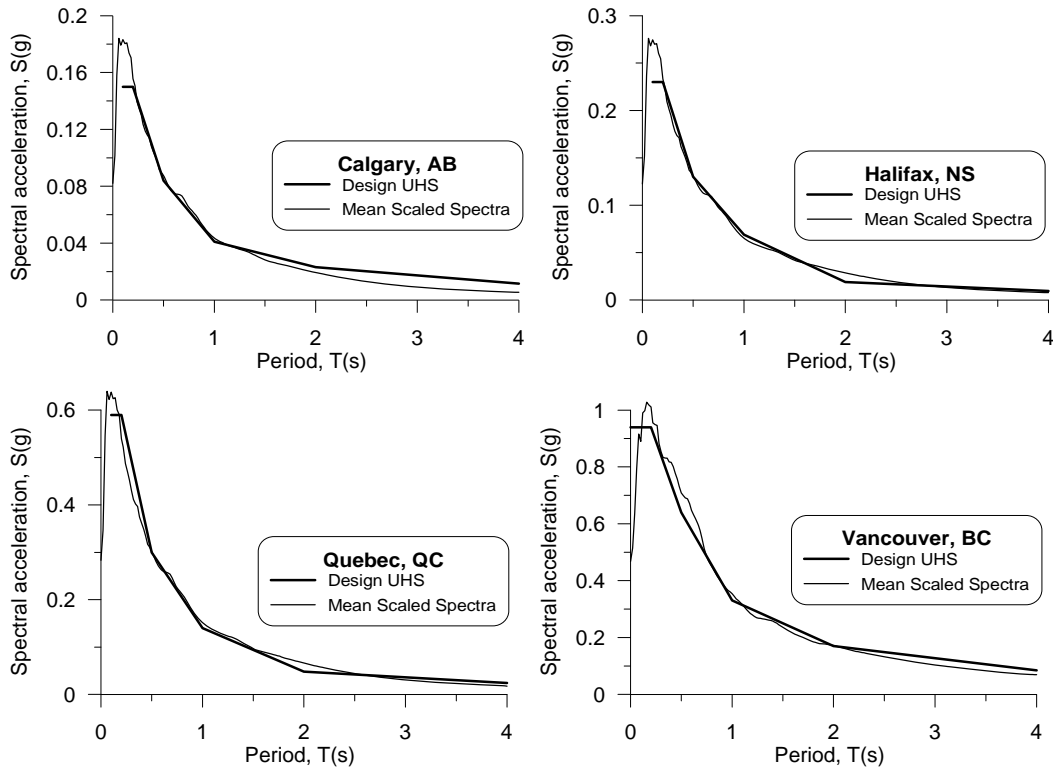 Spectral acceleration, S(g)
0.2
0.16
0.12
0.08
0.04
0
Calgary, AB
Design UHS
Mean Scaled Spectra
0 1 2 3 4
Period, T(s)
Spectral acceleration, S(g)
0.3
0.2
0.1
0
Halifax, NS
Design UHS
Mean Scaled Spectra
0 1 2 3 4
Period, T(s)
Spectral acceleration, S(g)
0.6
0.4
0.2
0
Quebec, QC
Design UHS
Mean Scaled Spectra
0 1 2 3 4
Period, T(s)
Spectral acceleration, S(g)
1
0.8
0.6
0.4
0.2
0
Vancouver, BC
Design UHS
Mean Scaled Spectra
0 1 2 3 4
Period, T(s)